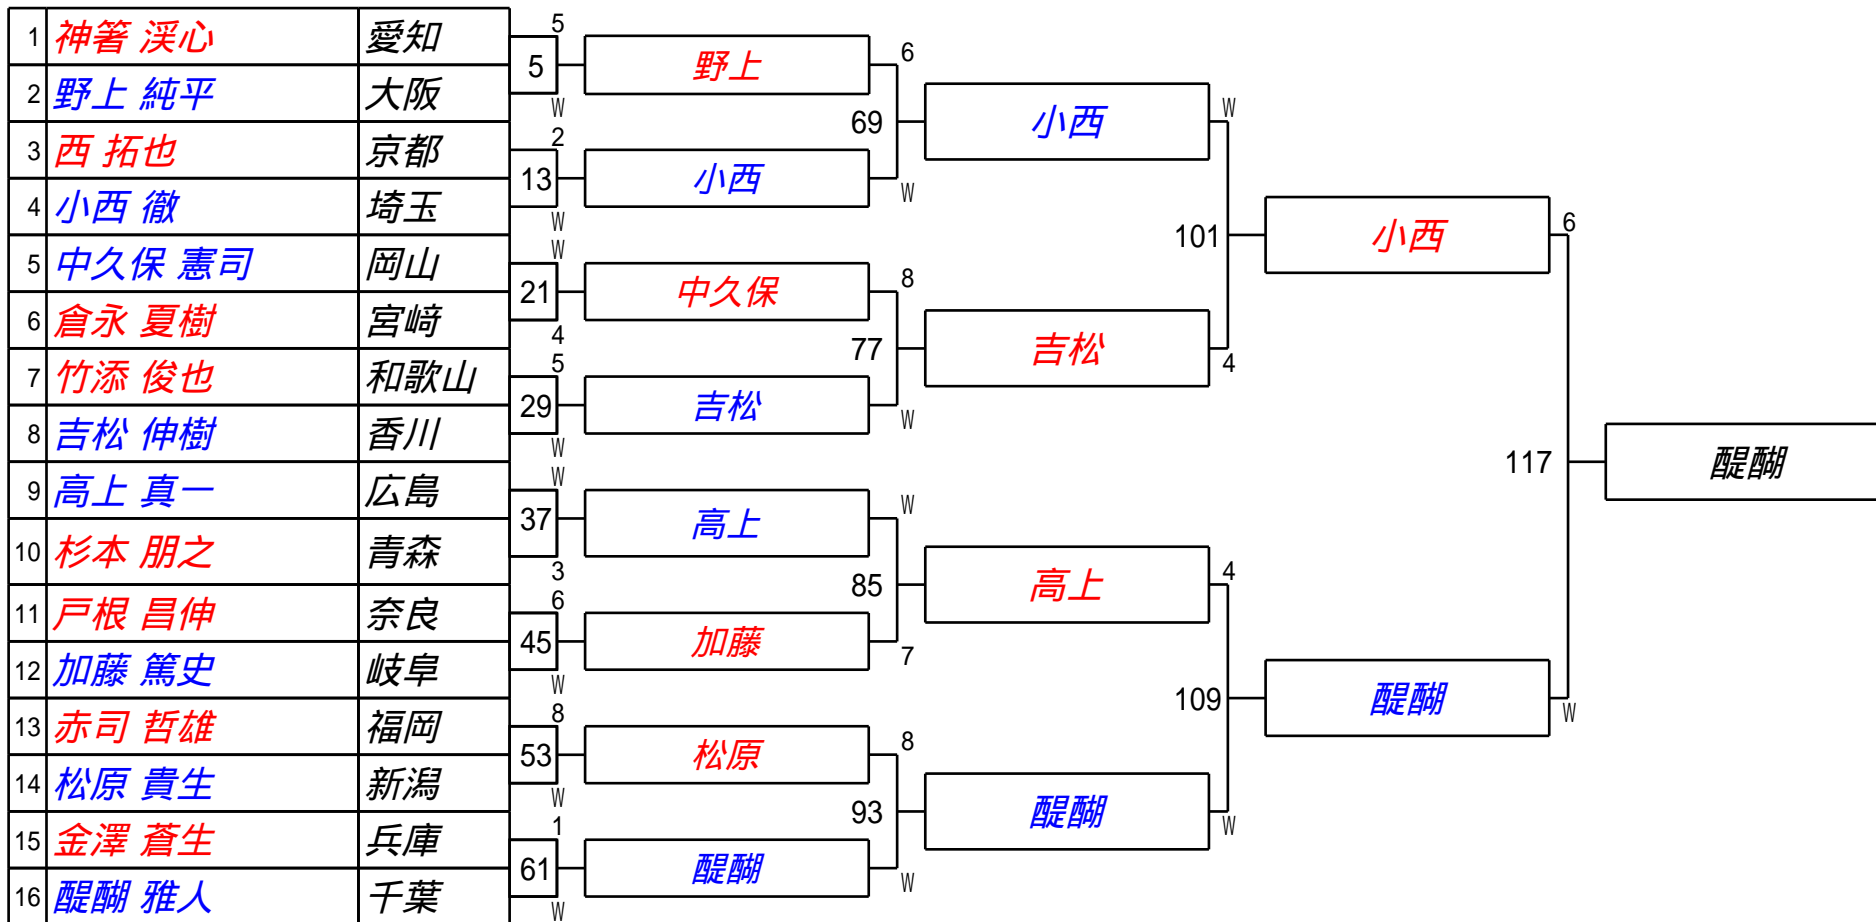 1 神箸 渓心 愛知
2 野上 純平 大阪
3 西 拓也 京都
4 小西 徹 埼玉
5 中久保 憲司 岡山
6 倉永 夏樹 宮﨑
7 竹添 俊也 和歌山
8 吉松 伸樹 香川
9 高上 真一 広島
10 杉本 朋之 青森
11 戸根 昌伸 奈良
12 加藤 篤史 岐阜
13 赤司 哲雄 福岡
14 松原 貴生 新潟
15 金澤 蒼生 兵庫
16 醍醐 雅人 千葉
5
5
W
2
13
W
W
21
4
5
29
W
W
37
3
6
45
W
8
53
W
1
61
W
野上
小西
中久保
吉松
高上
加藤
松原
醍醐
6
69
W
8
77
W
W
85
7
8
93
W
小西
吉松
高上
醍醐
W
101
4
4
109
W
小西
醍醐
6
117
W
醍醐